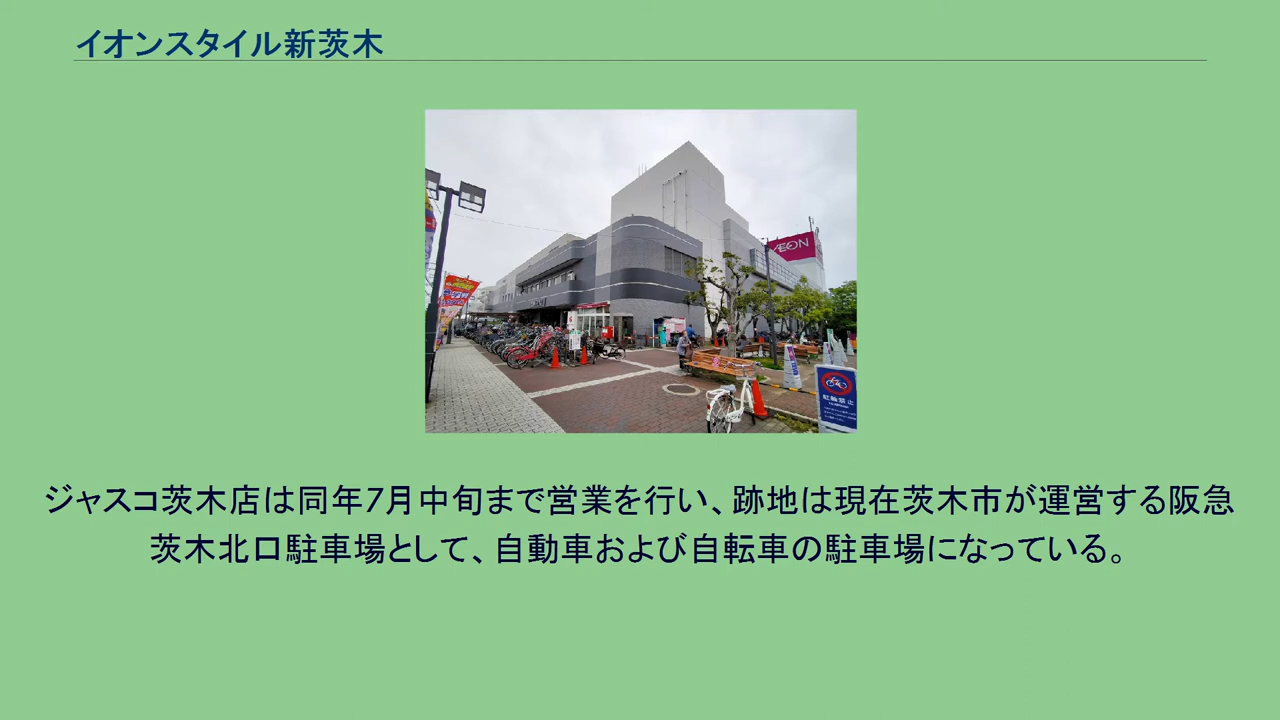 イオンスタイル新茨木
ÆON
駐輪禁止
ジャスコ茨木店は同年7月中旬まで営業を行い、跡地は現在茨木市が運営する阪急
茨木北口駐車場として、自動車および自転車の駐車場になっている。